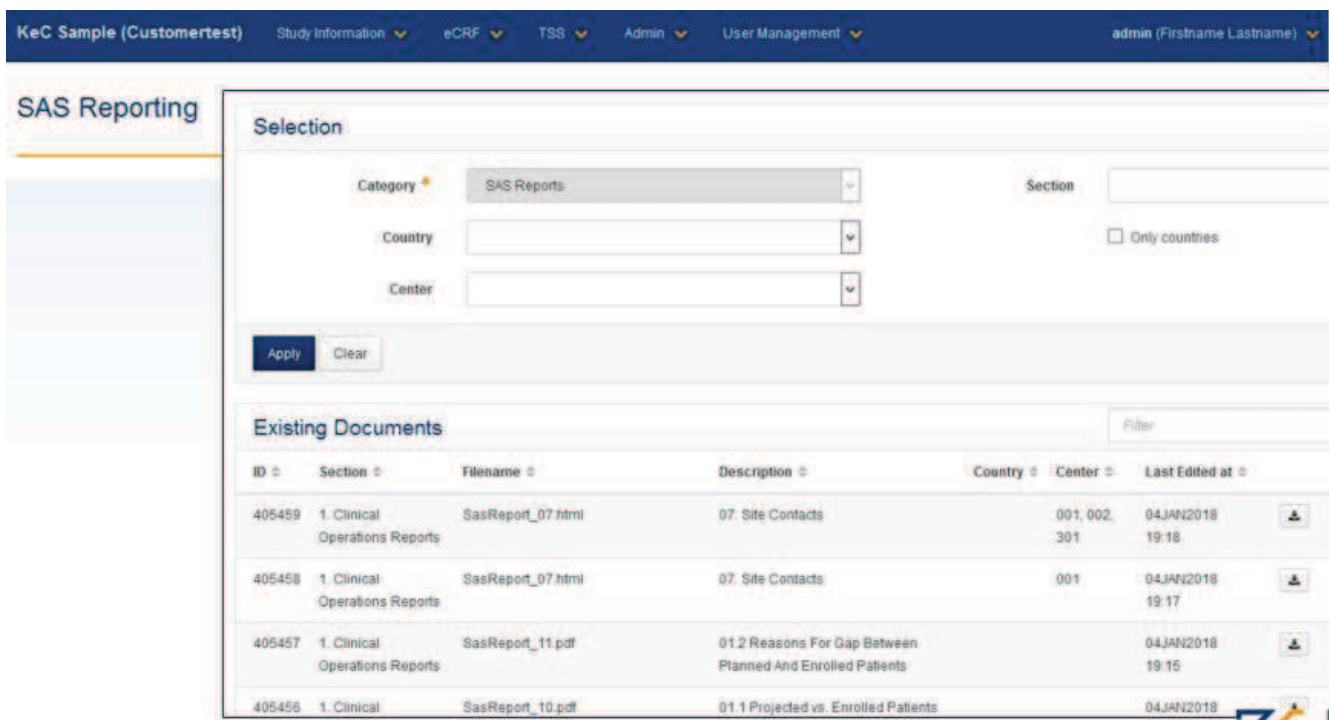 KeC Sample (Customertest) Study Information eCRF TSS Admin User Management admin (Firstname Lastname)
SAS Reporting
Selection
Category * SAS Reports Section
Country Only countries
Center
Apply Clear
Existing Documents Filter
ID Section Filename Description Country Center Last Edited at
405459 1. Clinical SasReport_07.html 07. Site Contacts 001, 002, 04JAN2018
Operations Reports 301 19:18
405458 1. Clinical SasReport_07.html 07. Site Contacts 001 04JAN2018
Operations Reports 19:17
405457 1. Clinical SasReport_11.pdf 01.2 Reasons For Gap Between 04JAN2018
Operations Reports Planned And Enrolled Patients 19:15
405456 1. Clinical SasReport_10.pdf 01.1 Projected vs. Enrolled Patients 04JAN2018